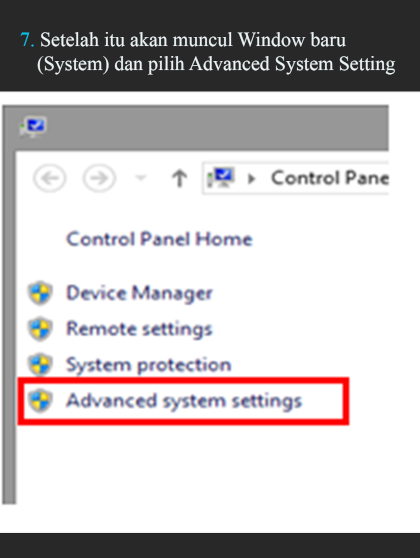 7. Setelah itu akan muncul Window baru
(System) dan pilih Advanced System Setting
Control Pane
Control Panel Home
Device Manager
Remote settings
System protection
Advanced system settings